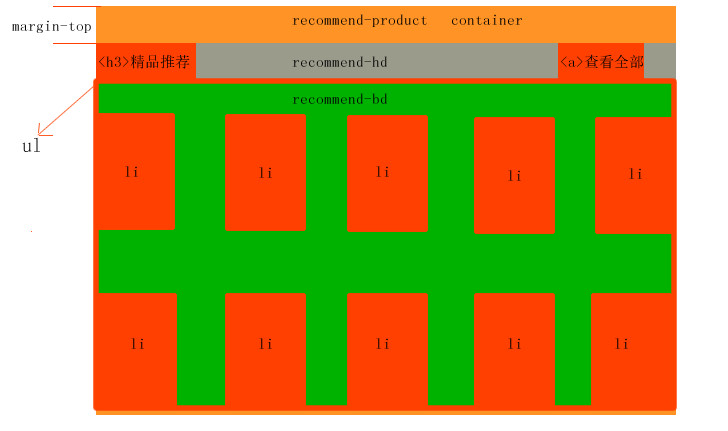 recommend-product container
margin-top
<h3>精品推荐 recommend-hd <a>查看全部
recommend-bd
ul
li li li li li
li li li li li